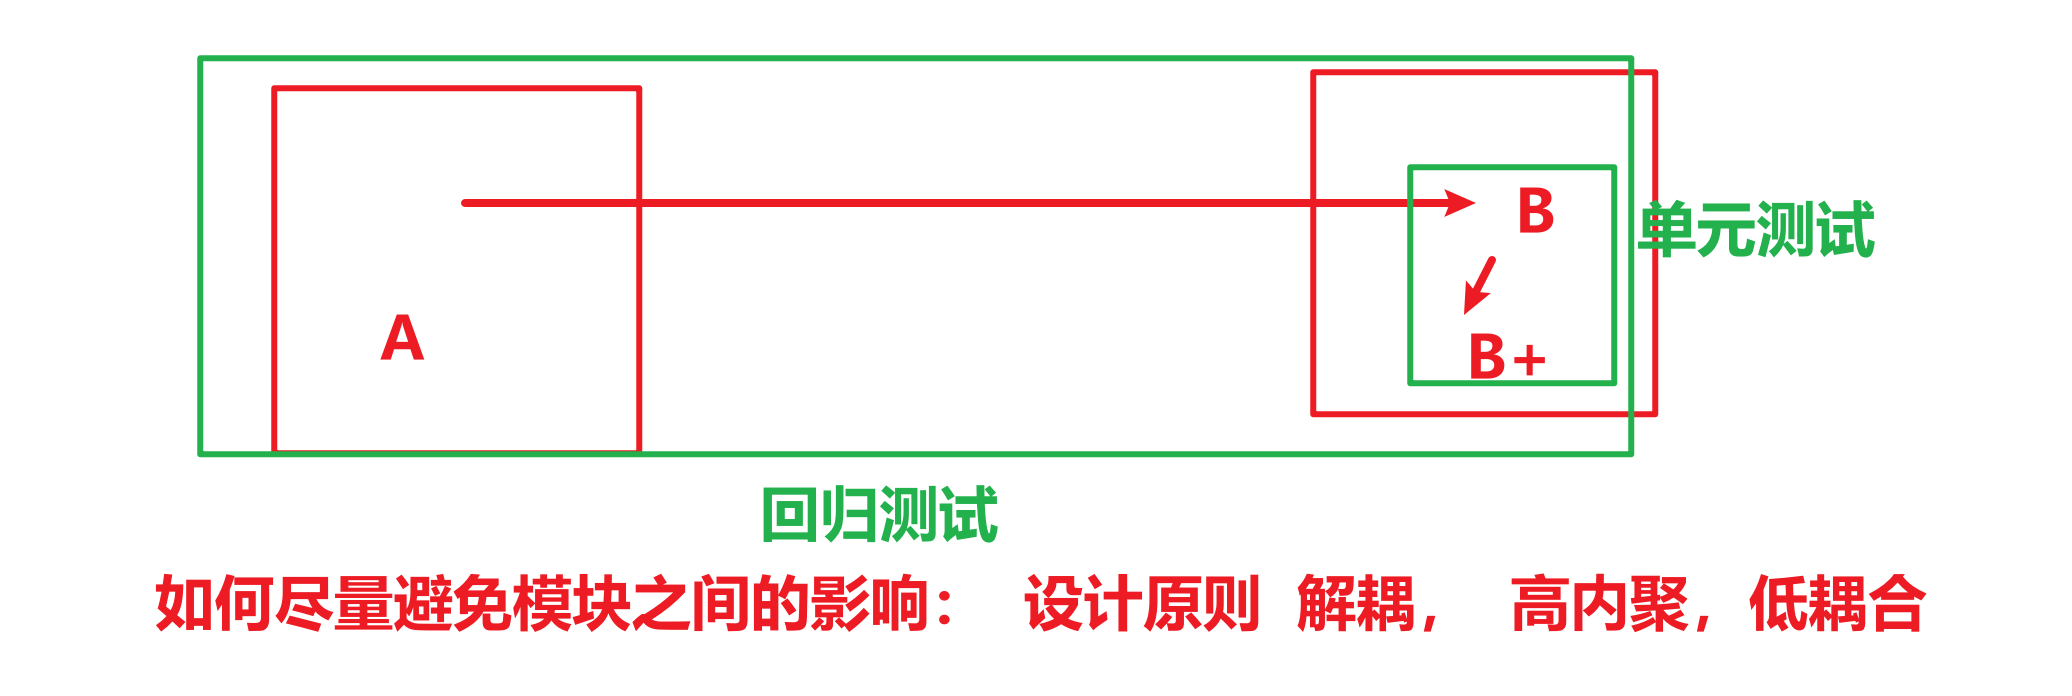 B
单元测试
A
B+
回归测试
如何尽量避免模块之间的影响： 设计原则 解耦， 高内聚，低耦合